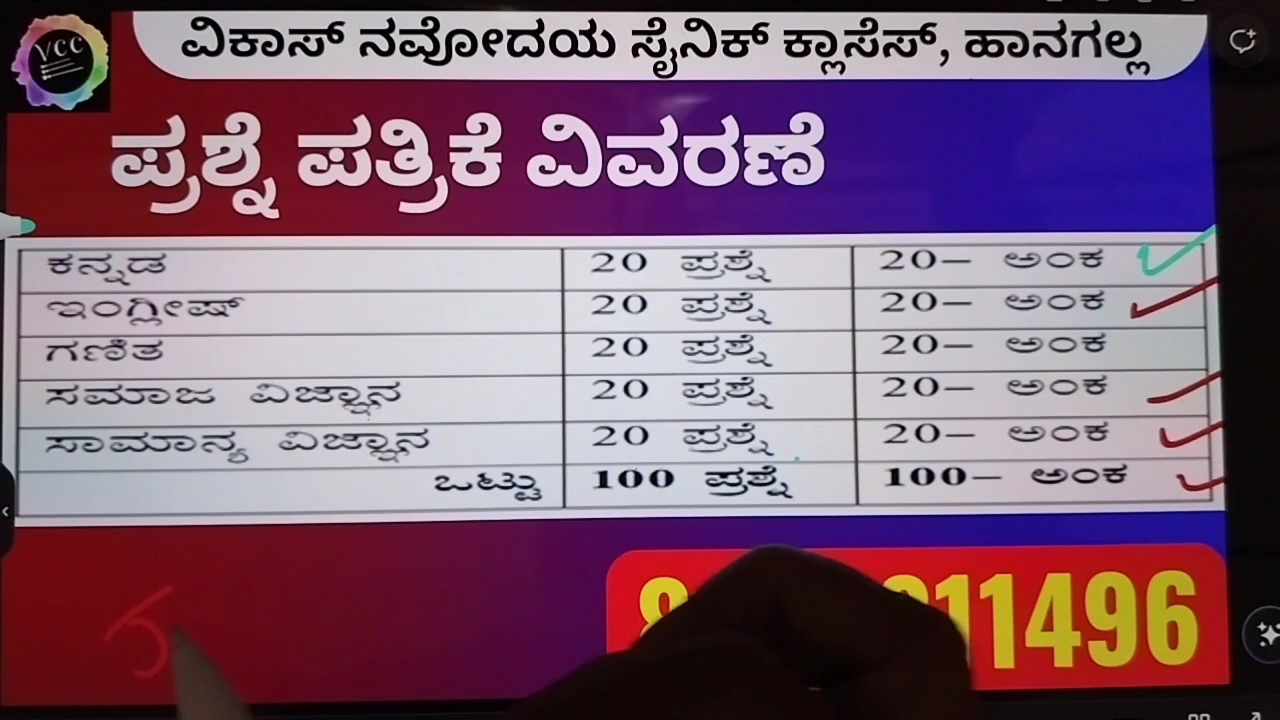 VCC
ವಿಕಾಸ್ ನವೋದಯ ಸೈನಿಕ್ ಕ್ಲಾಸೆಸ್, ಹಾನಗಲ್ಲ
ಪ್ರಶ್ನೆ ಪತ್ರಿಕೆ ವಿವರಣೆ
ಕನ್ನಡ 20 ಪ್ರಶ್ನೆ 20– ಅಂಕ
ಇಂಗ್ಲೀಷ್ 20 ಪ್ರಶ್ನೆ 20– ಅಂಕ
ಗಣಿತ 20 ಪ್ರಶ್ನೆ 20– ಅಂಕ
ಸಮಾಜ ವಿಜ್ಞಾನ 20 ಪ್ರಶ್ನೆ 20– ಅಂಕ
ಸಾಮಾನ್ಯ ವಿಜ್ಞಾನ 20 ಪ್ರಶ್ನೆ 20– ಅಂಕ
ಒಟ್ಟು 100 ಪ್ರಶ್ನೆ 100– ಅಂಕ
11496